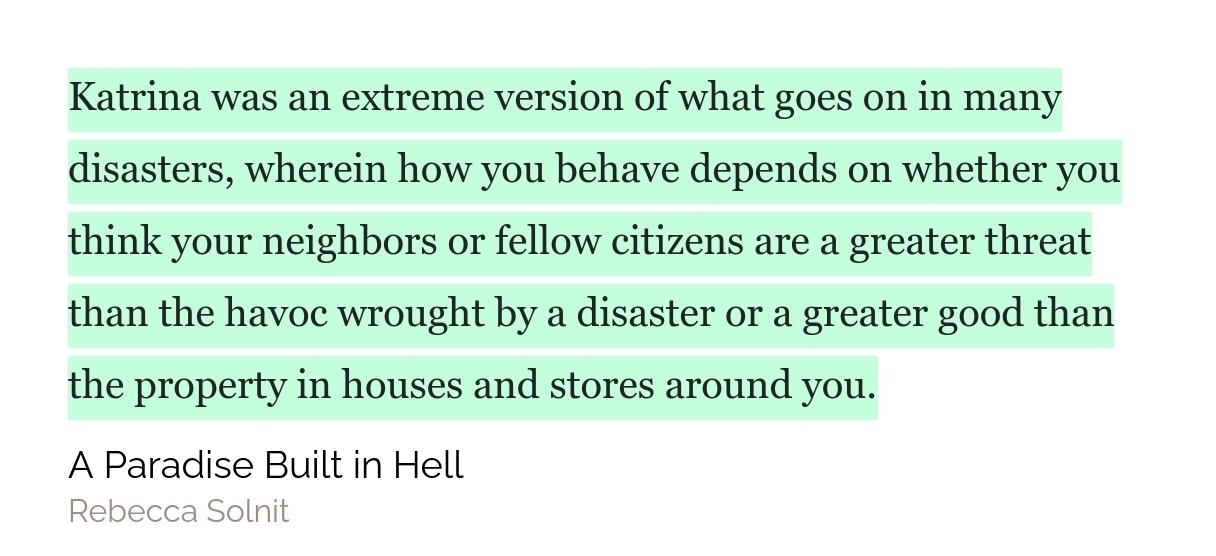 Katrina was an extreme version of what goes on in many
disasters, wherein how you behave depends on whether you
think your neighbors or fellow citizens are a greater threat
than the havoc wrought by a disaster or a greater good than
the property in houses and stores around you.
A Paradise Built in Hell
Rebecca Solnit